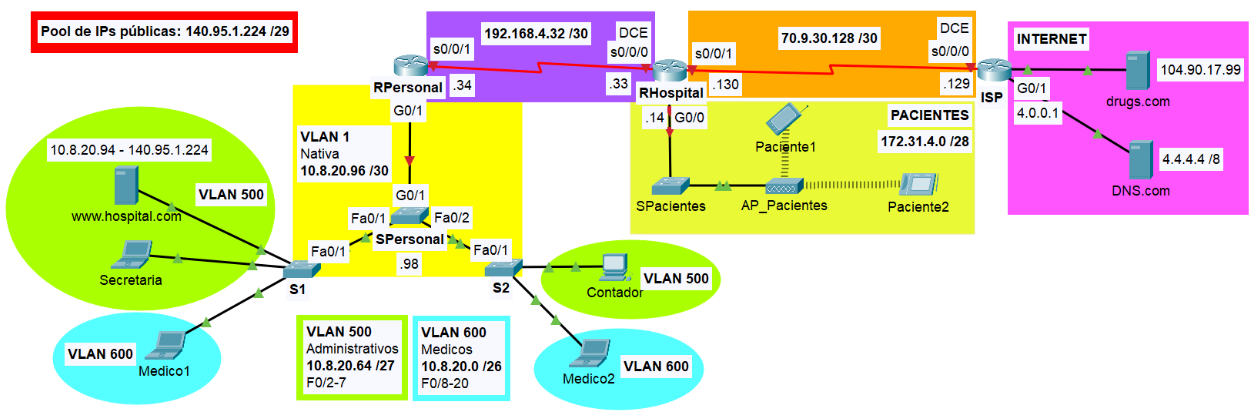 Pool de IPs públicas: 140.95.1.224 /29
192.168.4.32 /30
DCE
s0/0/1
s0/0/0
RPersonal
.34
.33
RHospital
70.9.30.128 /30
DCE
s0/0/1
s0/0/0
.130
.129
ISP
INTERNET
104.90.17.99
drugs.com
G0/1
4.0.0.1
4.4.4.4 /8
DNS.com
G0/1
VLAN 1
Nativa
10.8.20.96 /30
G0/1
Fa0/1
Fa0/2
SPersonal
.98
Fa0/1
Fa0/1
S1
S2
.14
G0/0
PACIENTES
172.31.4.0 /28
Paciente1
SPacientes
AP_Pacientes
Paciente2
10.8.20.94 - 140.95.1.224
VLAN 500
www.hospital.com
Secretaria
VLAN 600
Medico1
VLAN 500
Administrativos
10.8.20.64 /27
F0/2-7
VLAN 600
Medicos
10.8.20.0 /26
F0/8-20
Contador
VLAN 500
Medico2
VLAN 600